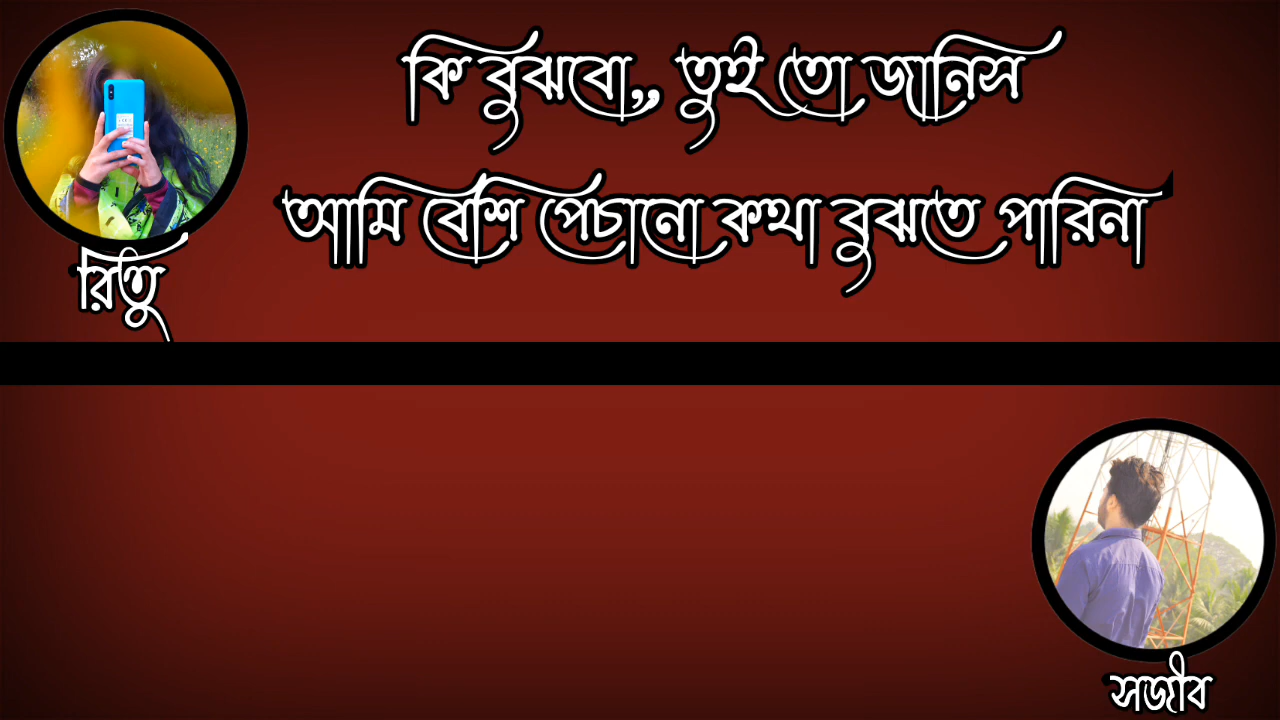 কি বুঝবো,, তুই তো জানিস
আমি বেশি পেচানো কথা বুঝতে পারিনা
রিতু
সজীব